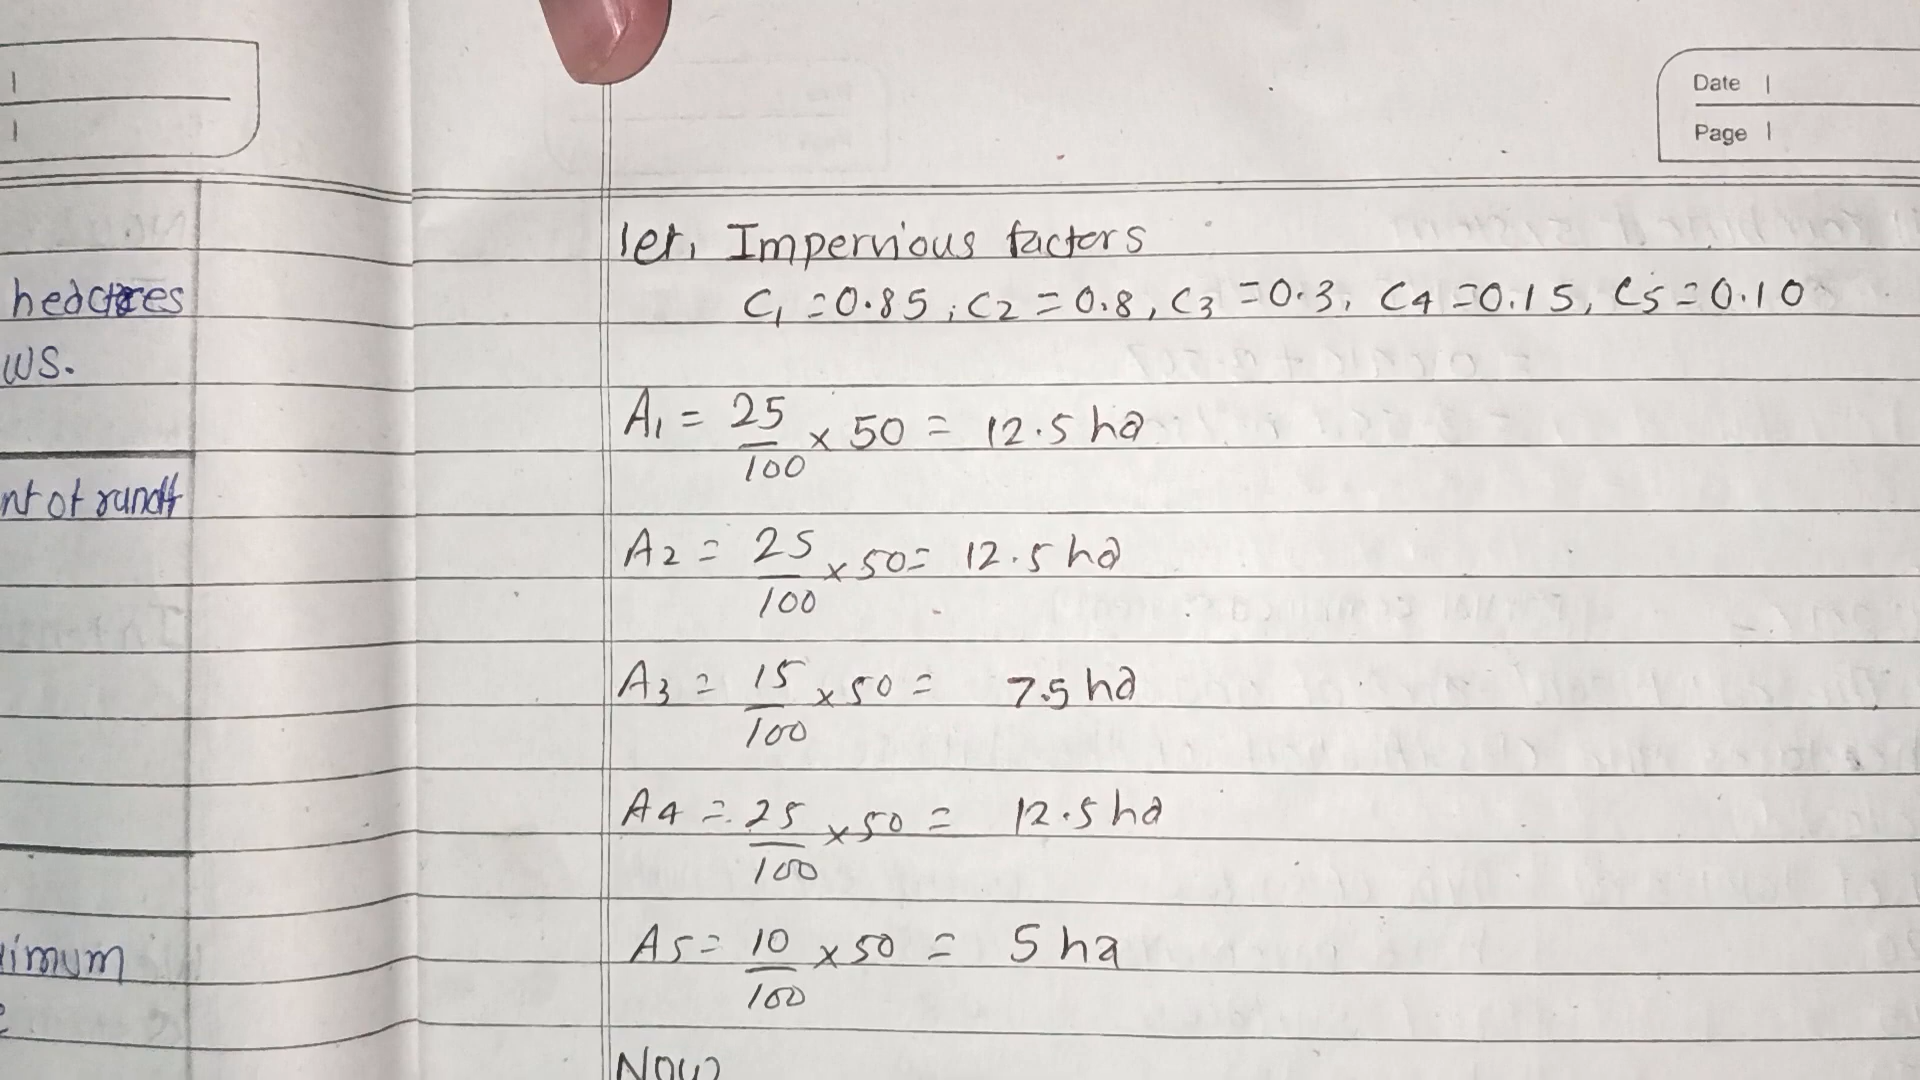 Date
Page
let, Impervious factors
C1 = 0.85, C2 = 0.8, C3 = 0.3, C4 = 0.15, C5 = 0.10
hectares
ws.
A1 = 25/100 x 50 = 12.5 ha
nt of runoff
A2 = 25/100 x 50 = 12.5 ha
A3 = 15/100 x 50 = 7.5 ha
A4 = 25/100 x 50 = 12.5 ha
imum
A5 = 10/100 x 50 = 5 ha
Now